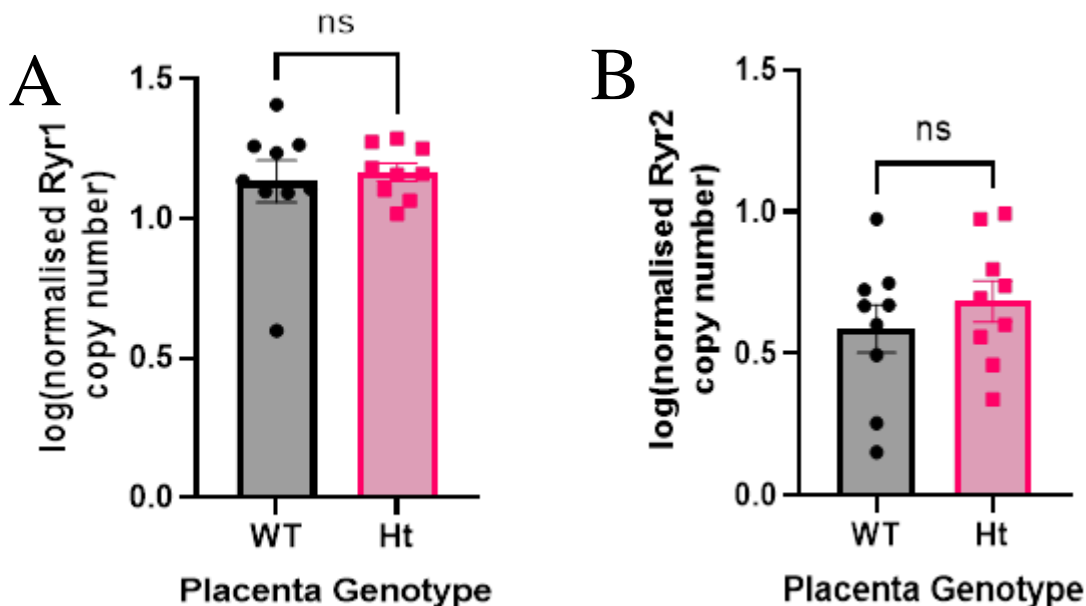 A
ns
log(normalised Ryr1
copy number)
1.5
1.0
0.5
0.0
WT
Ht
Placenta Genotype
B
ns
log(normalised Ryr2
copy number)
1.5
1.0
0.5
0.0
WT
Ht
Placenta Genotype